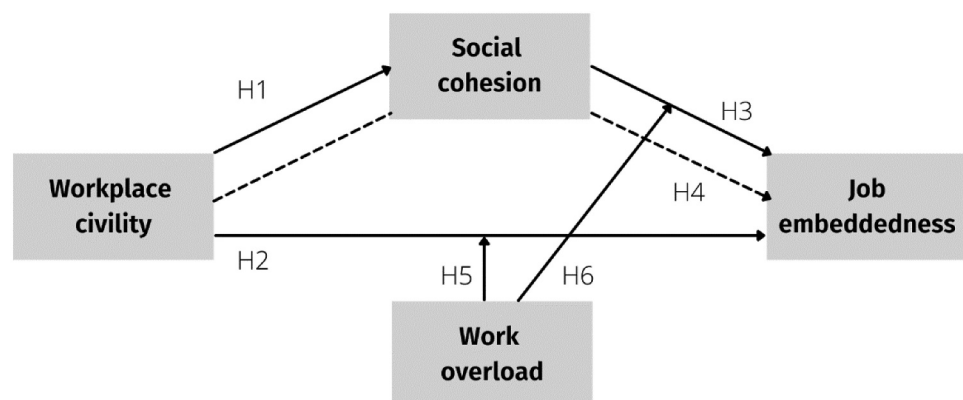 Social
cohesion
H1
H3
Workplace
civility
H4
Job
embeddedness
H2
H5
H6
Work
overload